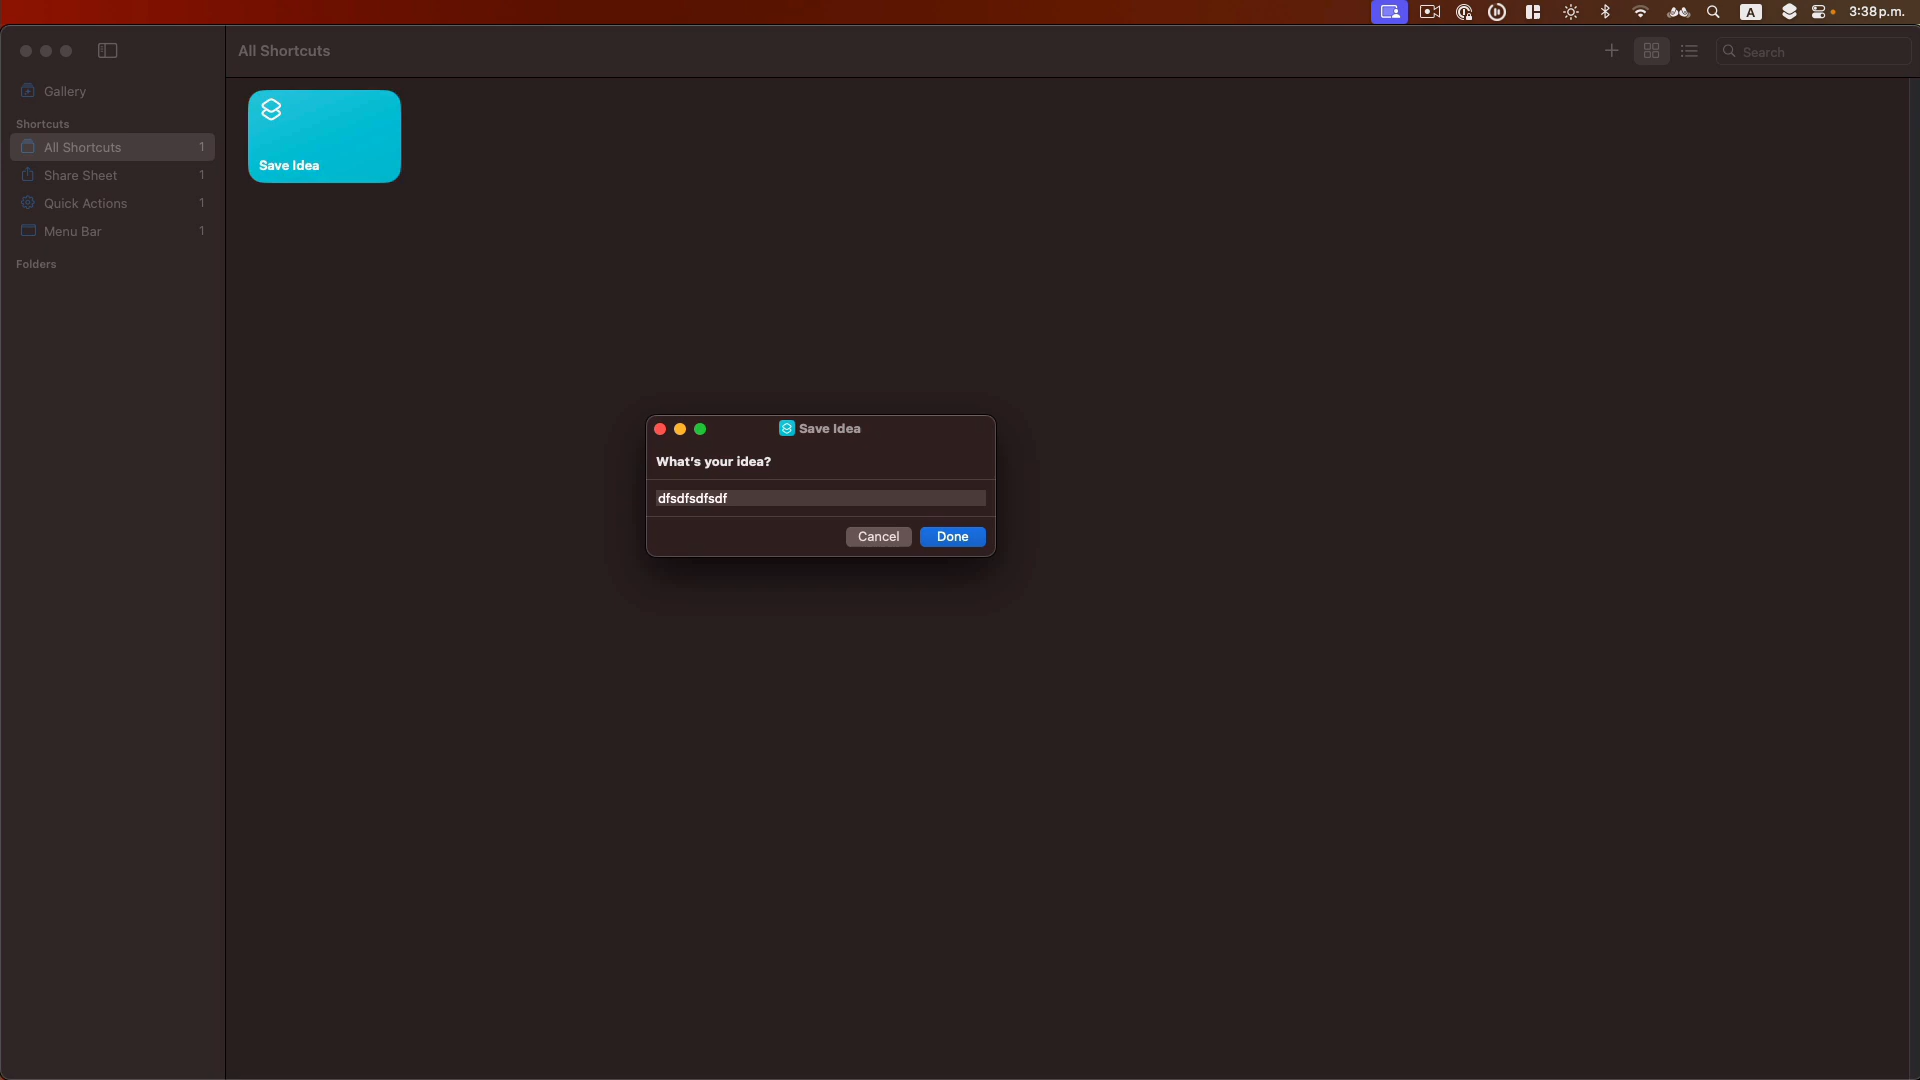 3:38 p.m.
All Shortcuts
Search
Gallery
Shortcuts
All Shortcuts 1
Share Sheet 1
Quick Actions 1
Menu Bar 1
Folders
Save Idea
Save Idea
What's your idea?
dfsdfsdfsdf
Cancel Done